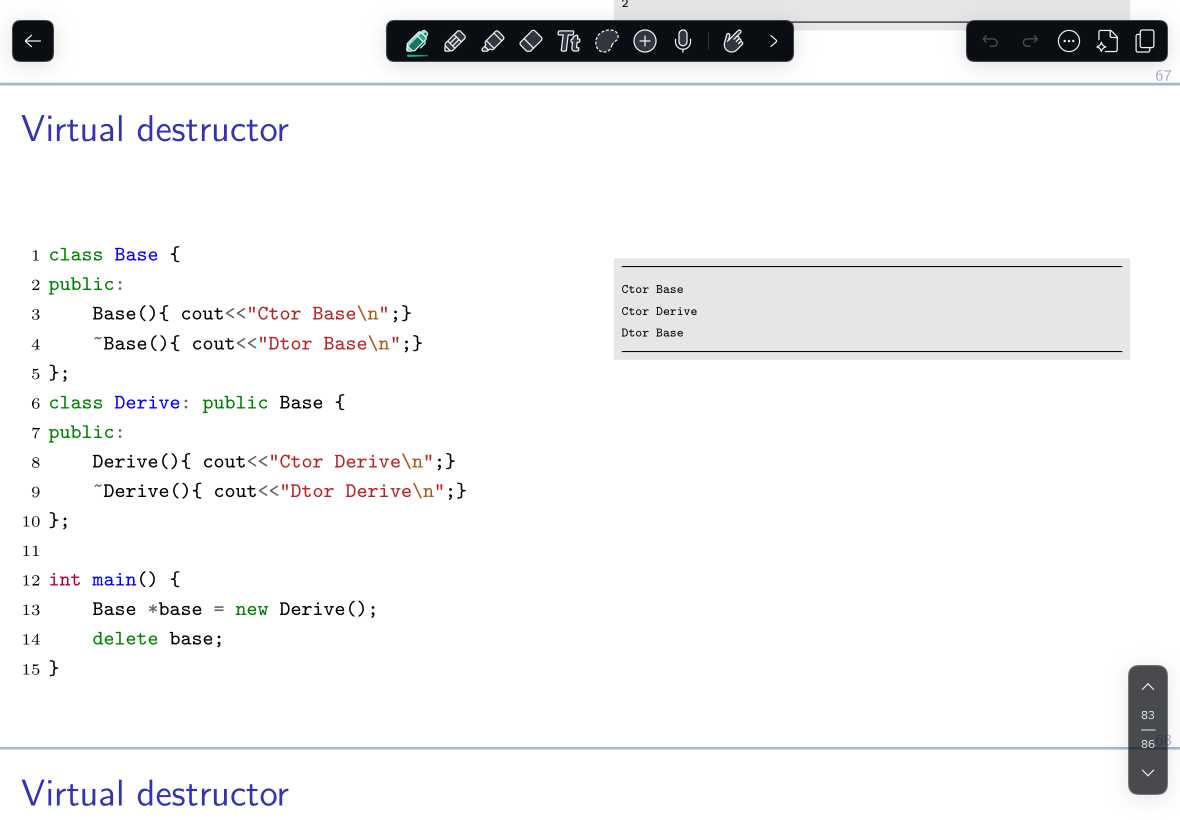 2
Tt
67
Virtual destructor
1 class Base {
2 public:
3     Base(){ cout<<"Ctor Base\n";}
4     ~Base(){ cout<<"Dtor Base\n";}
5 };
6 class Derive: public Base {
7 public:
8     Derive(){ cout<<"Ctor Derive\n";}
9     ~Derive(){ cout<<"Dtor Derive\n";}
10 };
11
12 int main() {
13     Base *base = new Derive();
14     delete base;
15 }
Ctor Base
Ctor Derive
Dtor Base
83
86
Virtual destructor